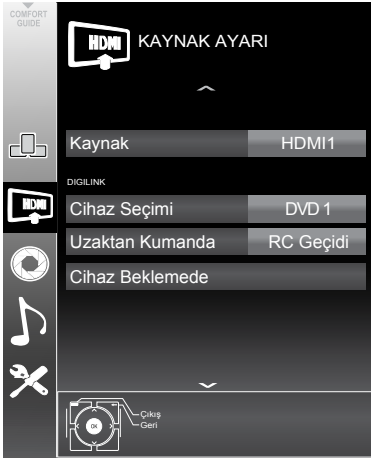 COMFORT
GUIDE
HDMI
KAYNAK AYARI
Kaynak HDMI1
DIGILINK
HDMI
Cihaz Seçimi DVD 1
Uzaktan Kumanda RC Geçidi
Cihaz Beklemede
Çıkış
Geri
OK